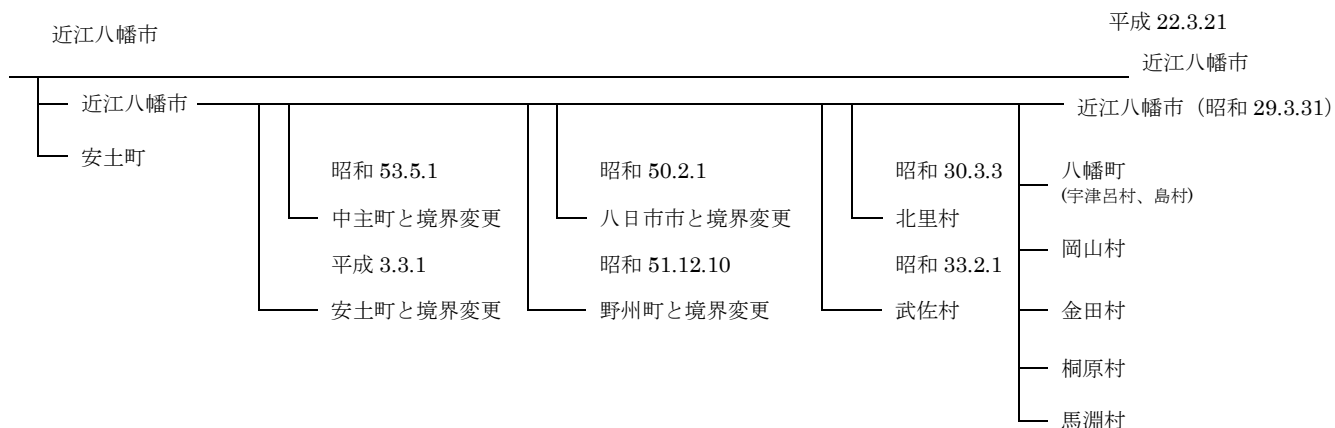 近江八幡市
平成 22.3.21
近江八幡市
近江八幡市
近江八幡市（昭和 29.3.31）
安土町
昭和 53.5.1
昭和 50.2.1
昭和 30.3.3
八幡町
(宇津呂村、島村)
中主町と境界変更
八日市市と境界変更
北里村
岡山村
平成 3.3.1
昭和 51.12.10
昭和 33.2.1
安土町と境界変更
野州町と境界変更
武佐村
金田村
桐原村
馬淵村